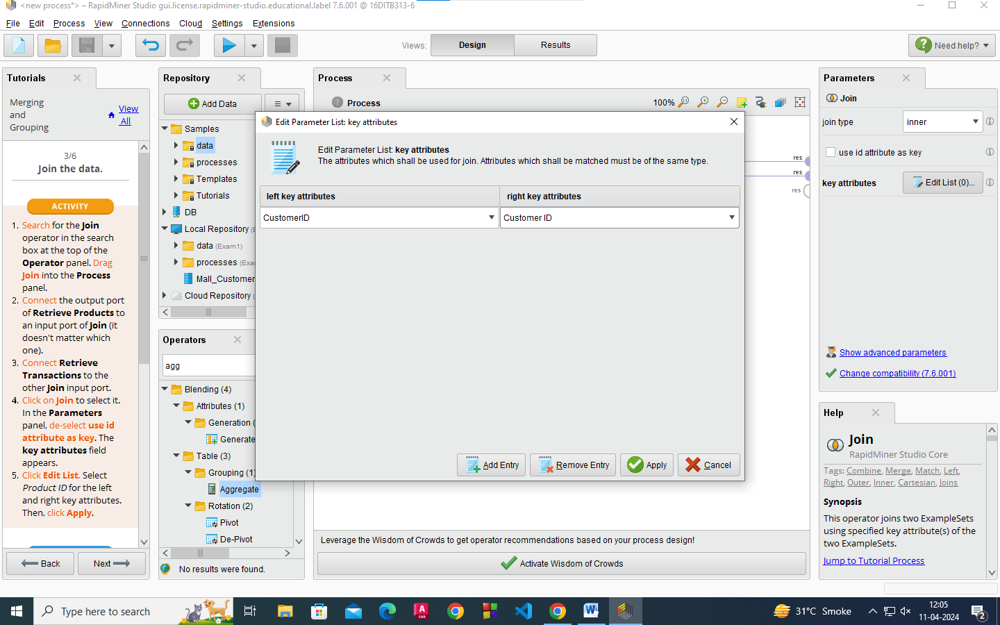 <new process*> – RapidMiner Studio gui.license.rapidminer-studio.educational.label 7.6.001 @ 16DITB313-6
File Edit Process View Connections Cloud Settings Extensions
Views: Design Results Need help?
Tutorials
Merging
and
Grouping
View
All
3/6
Join the data.
ACTIVITY
1. Search for the Join
operator in the search
box at the top of the
Operator panel. Drag
Join into the Process
panel.
2. Connect the output port
of Retrieve Products to
an input port of Join (it
doesn't matter which
one).
3. Connect Retrieve
Transactions to the
other Join input port.
4. Click on Join to select it.
In the Parameters
panel, de-select use id
attribute as key. The
key attributes field
appears.
5. Click Edit List. Select
Product ID for the left
and right key attributes.
Then, click Apply.
Back Next
Repository
Add Data
Samples
data
processes
Templates
Tutorials
DB
Local Repository
data (Exam1)
processes
Mall_Customer
Cloud Repository
Operators
agg
Blending (4)
Attributes (1)
Generation
Generate
Table (3)
Grouping (1)
Aggregate
Rotation (2)
Pivot
De-Pivot
No results were found.
Process
Process
100%
res
res
res
Edit Parameter List: key attributes
Edit Parameter List: key attributes
The attributes which shall be used for join. Attributes which shall be matched must be of the same type.
left key attributes right key attributes
CustomerID Customer ID
Add Entry Remove Entry Apply Cancel
Leverage the Wisdom of Crowds to get operator recommendations based on your process design!
Activate Wisdom of Crowds
Parameters
Join
join type inner
use id attribute as key
key attributes Edit List (0)...
Show advanced parameters
Change compatibility (7.6.001)
Help
Join
RapidMiner Studio Core
Tags: Combine, Merge, Match, Left,
Right, Outer, Inner, Cartesian, Joins
Synopsis
This operator joins two ExampleSets
using specified key attribute(s) of the
two ExampleSets.
Jump to Tutorial Process
Type here to search
31°C Smoke
12:05
11-04-2024
2